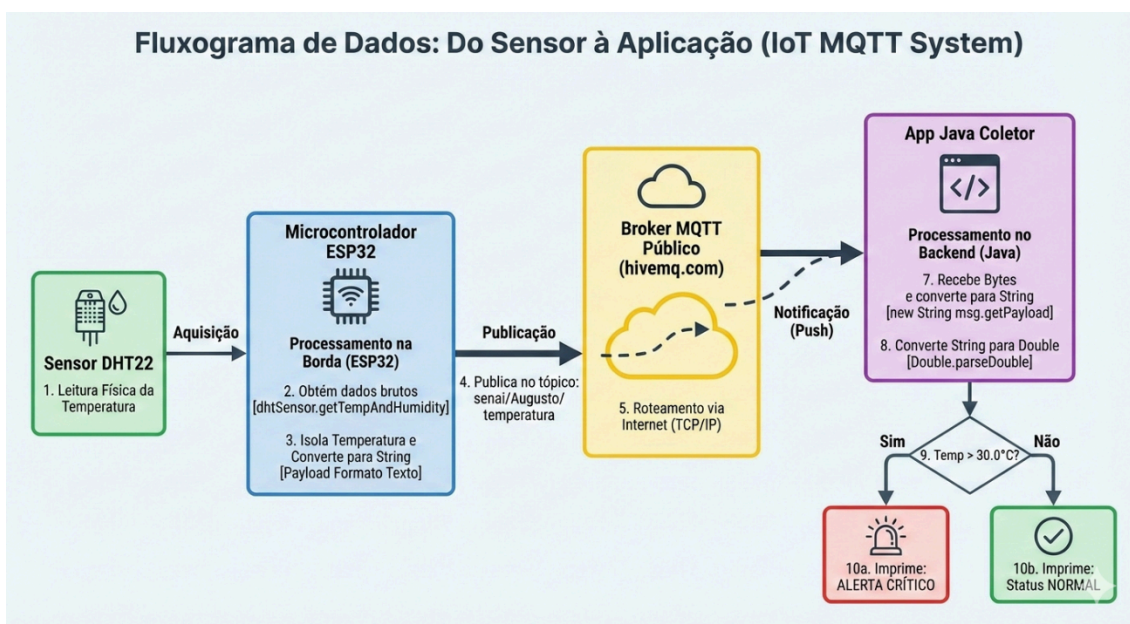 Fluxograma de Dados: Do Sensor à Aplicação (IoT MQTT System)
Sensor DHT22
1. Leitura Física da
Temperatura
Aquisição
Microcontrolador
ESP32
Processamento na
Borda (ESP32)
2. Obtém dados brutos
[dhtSensor.getTempAndHumidity]
3. Isola Temperatura e
Converte para String
[Payload Formato Texto]
Publicação
4. Publica no tópico:
senai/Augusto/
temperatura
Broker MQTT
Público
(hivemq.com)
5. Roteamento via
Internet (TCP/IP)
Notificação
(Push)
App Java Coletor
</>
Processamento no
Backend (Java)
7. Recebe Bytes
e converte para String
[new String msg.getPayload]
8. Converte String para Double
[Double.parseDouble]
Sim
9. Temp > 30.0°C?
Não
10a. Imprime:
ALERTA CRÍTICO
10b. Imprime:
Status NORMAL